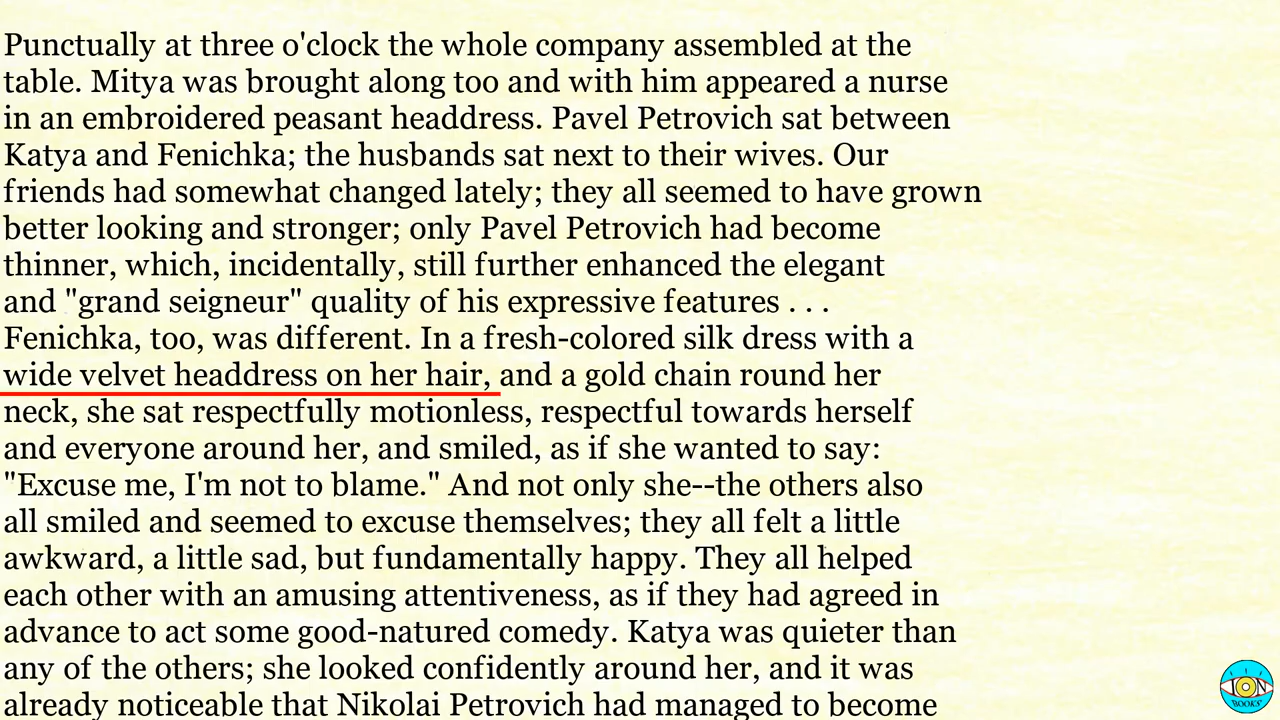 Punctually at three o'clock the whole company assembled at the
table. Mitya was brought along too and with him appeared a nurse
in an embroidered peasant headdress. Pavel Petrovich sat between
Katya and Fenichka; the husbands sat next to their wives. Our
friends had somewhat changed lately; they all seemed to have grown
better looking and stronger; only Pavel Petrovich had become
thinner, which, incidentally, still further enhanced the elegant
and "grand seigneur" quality of his expressive features . . .
Fenichka, too, was different. In a fresh-colored silk dress with a
wide velvet headdress on her hair, and a gold chain round her
neck, she sat respectfully motionless, respectful towards herself
and everyone around her, and smiled, as if she wanted to say:
"Excuse me, I'm not to blame." And not only she--the others also
all smiled and seemed to excuse themselves; they all felt a little
awkward, a little sad, but fundamentally happy. They all helped
each other with an amusing attentiveness, as if they had agreed in
advance to act some good-natured comedy. Katya was quieter than
any of the others; she looked confidently around her, and it was
already noticeable that Nikolai Petrovich had managed to become
ION
BOOKS